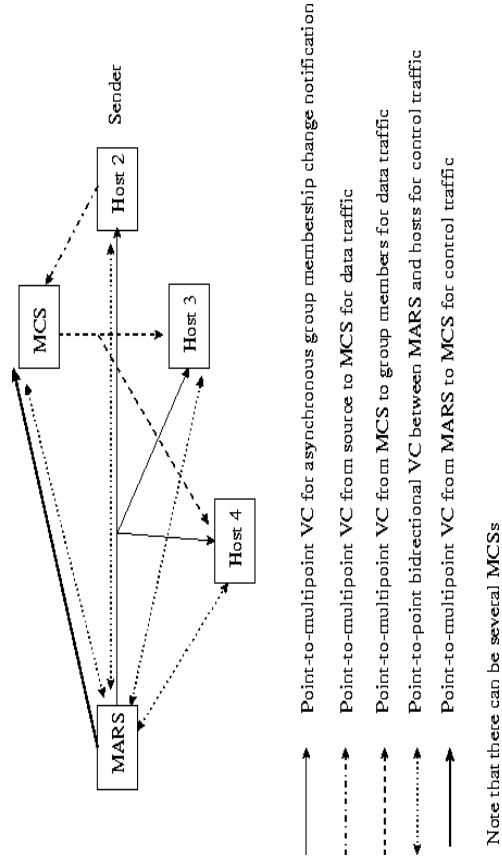 MCS
Host 2
Sender
MARS
Host 4
Host 3
Point-to-multipoint VC for asynchronous group membership change notification
Point-to-multipoint VC from source to MCS for data traffic
Point-to-multipoint VC from MCS to group members for data traffic
Point-to-point bidrectional VC between MARS and hosts for control traffic
Point-to-multipoint VC from MARS to MCS for control traffic
Note that there can be several MCSs